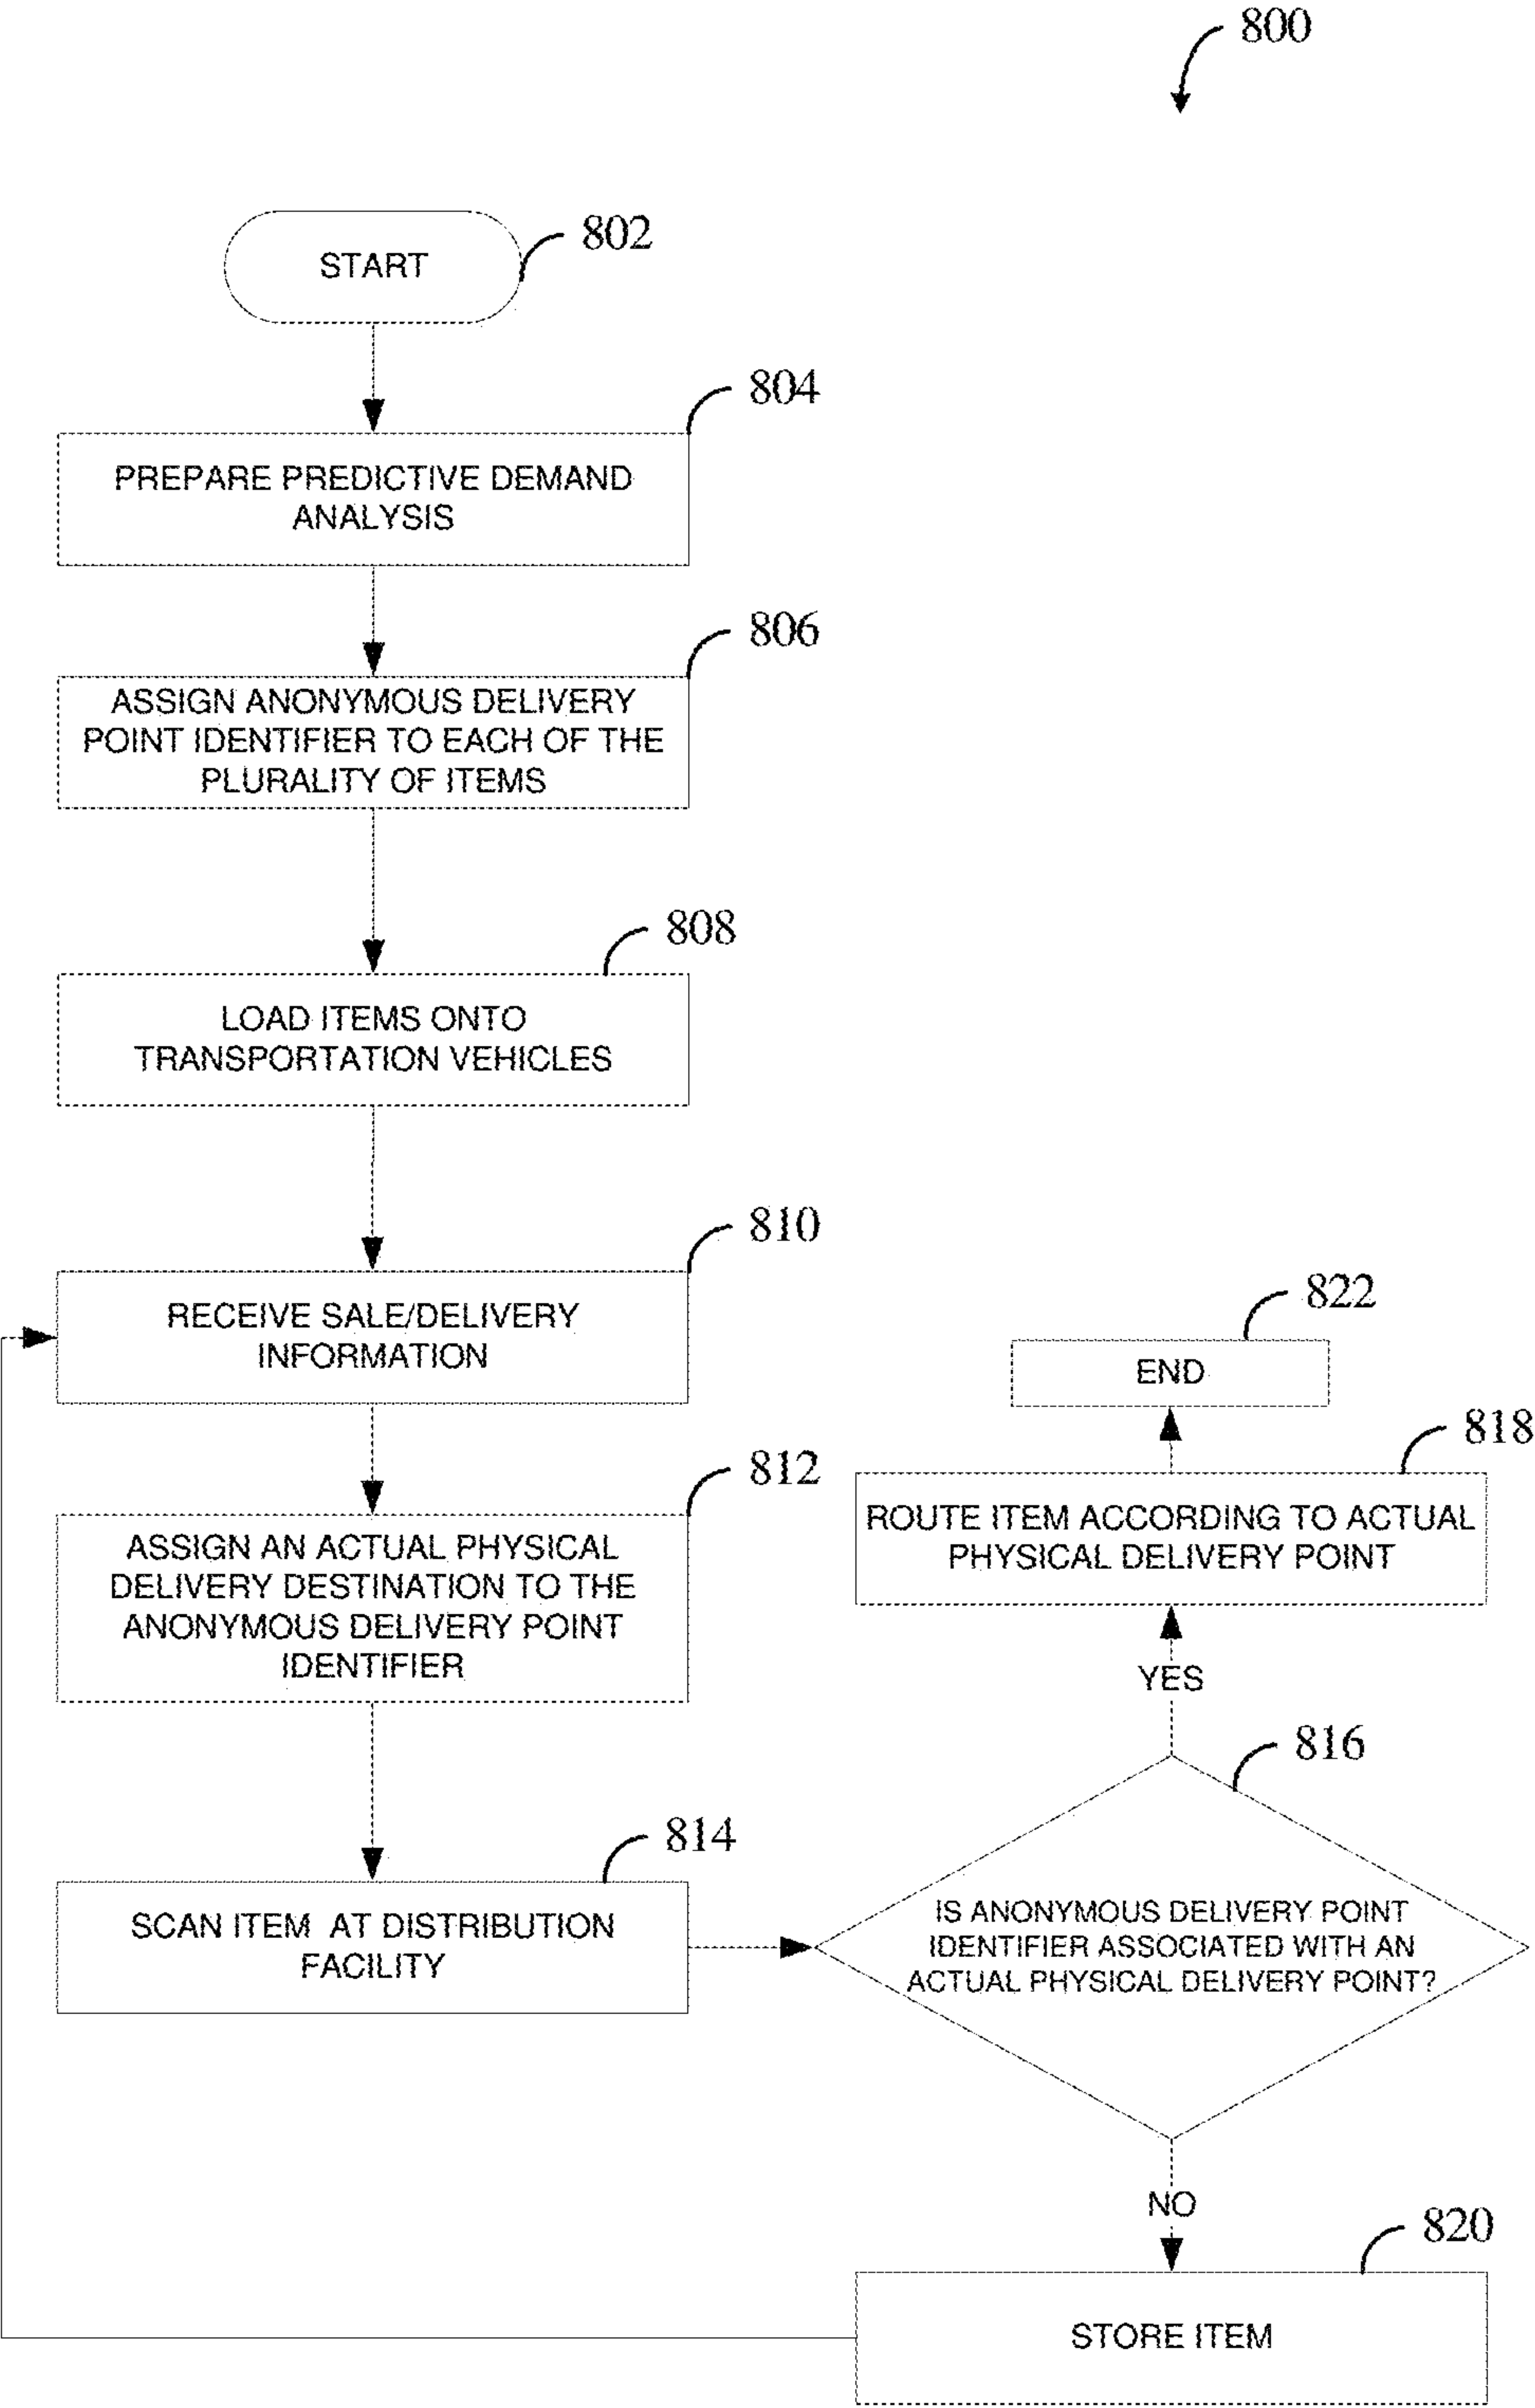 800
START
802
804
PREPARE PREDICTIVE DEMAND
ANALYSIS
806
ASSIGN ANONYMOUS DELIVERY
POINT IDENTIFIER TO EACH OF THE
PLURALITY OF ITEMS
808
LOAD ITEMS ONTO
TRANSPORTATION VEHICLES
810
RECEIVE SALE/DELIVERY
INFORMATION
812
ASSIGN AN ACTUAL PHYSICAL
DELIVERY DESTINATION TO THE
ANONYMOUS DELIVERY POINT
IDENTIFIER
814
SCAN ITEM AT DISTRIBUTION
FACILITY
816
IS ANONYMOUS DELIVERY POINT
IDENTIFIER ASSOCIATED WITH AN
ACTUAL PHYSICAL DELIVERY POINT?
YES
818
ROUTE ITEM ACCORDING TO ACTUAL
PHYSICAL DELIVERY POINT
822
END
NO
820
STORE ITEM